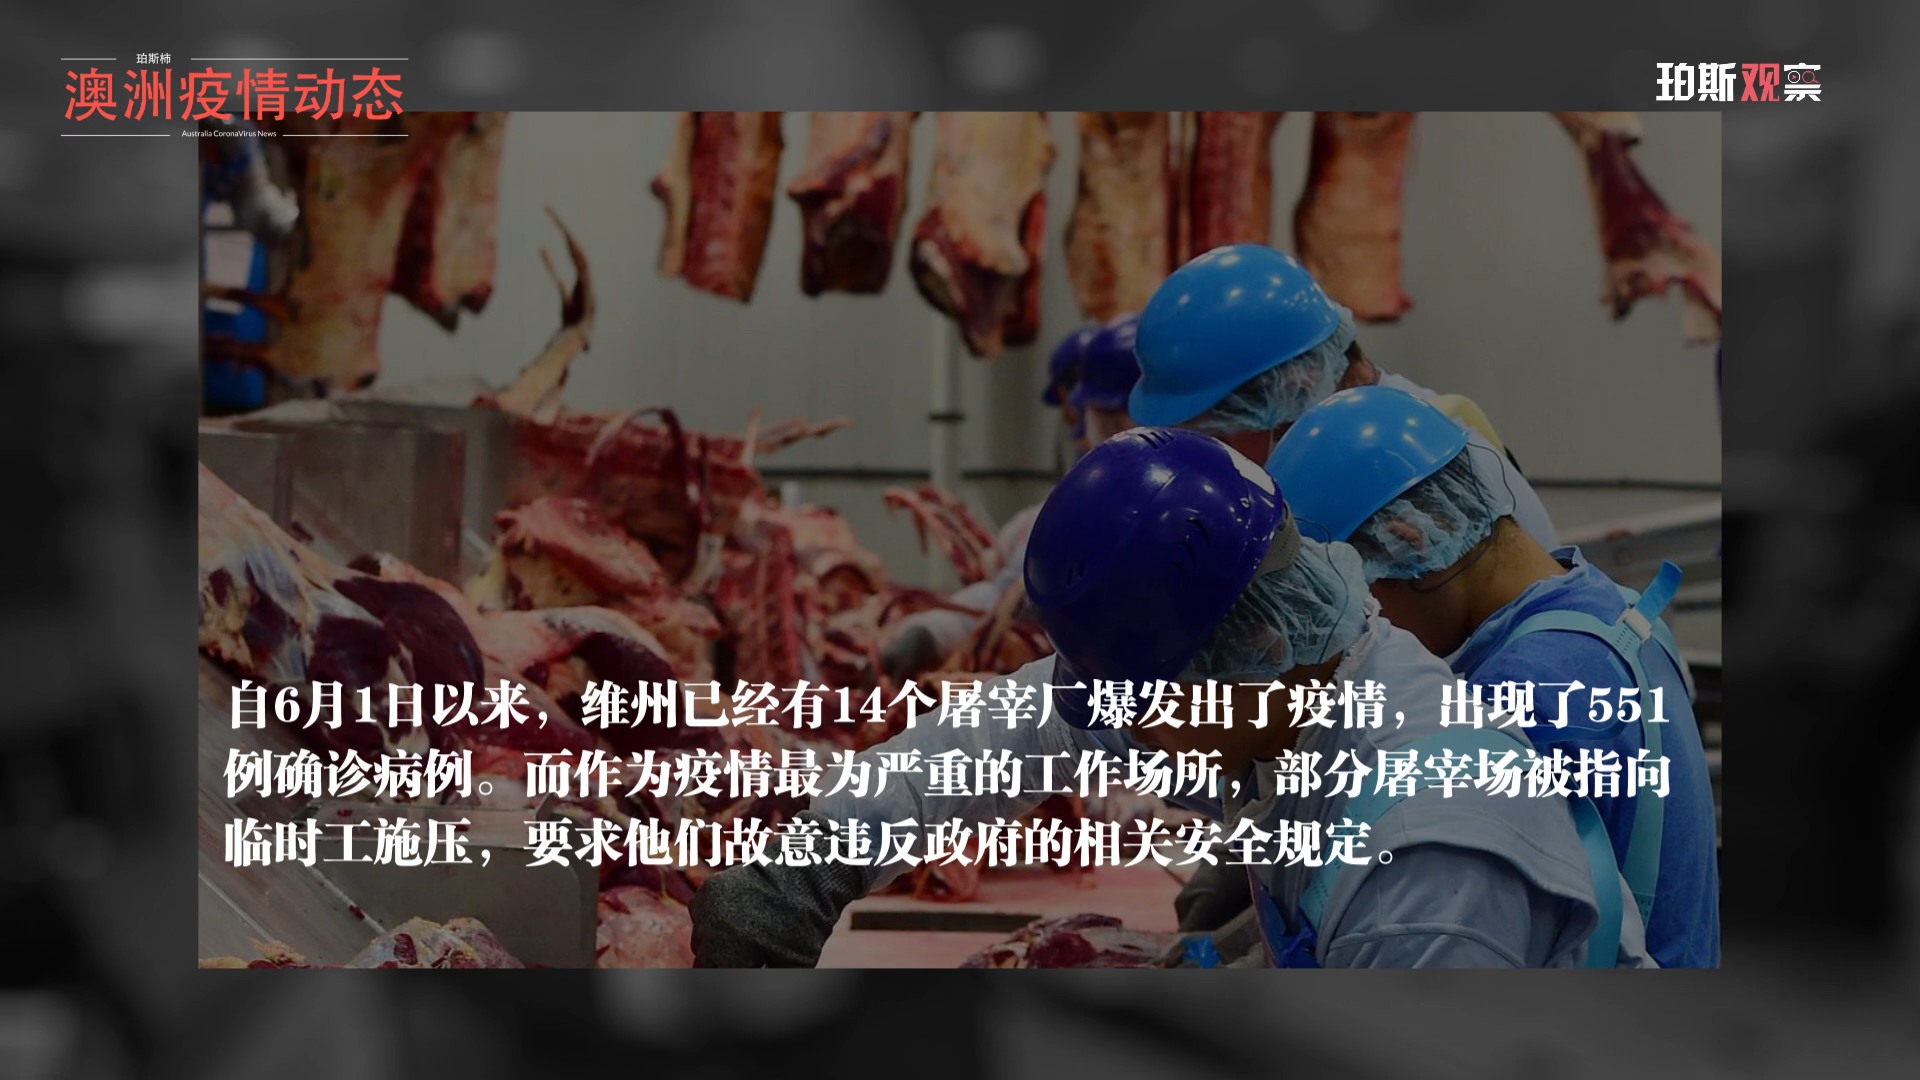 珀斯柿
澳洲疫情动态
Australia CoronaVirus News
珀斯观察
自6月1日以来，维州已经有14个屠宰厂爆发出了疫情，出现了551
例确诊病例。而作为疫情最为严重的工作场所，部分屠宰场被指向
临时工施压，要求他们故意违反政府的相关安全规定。